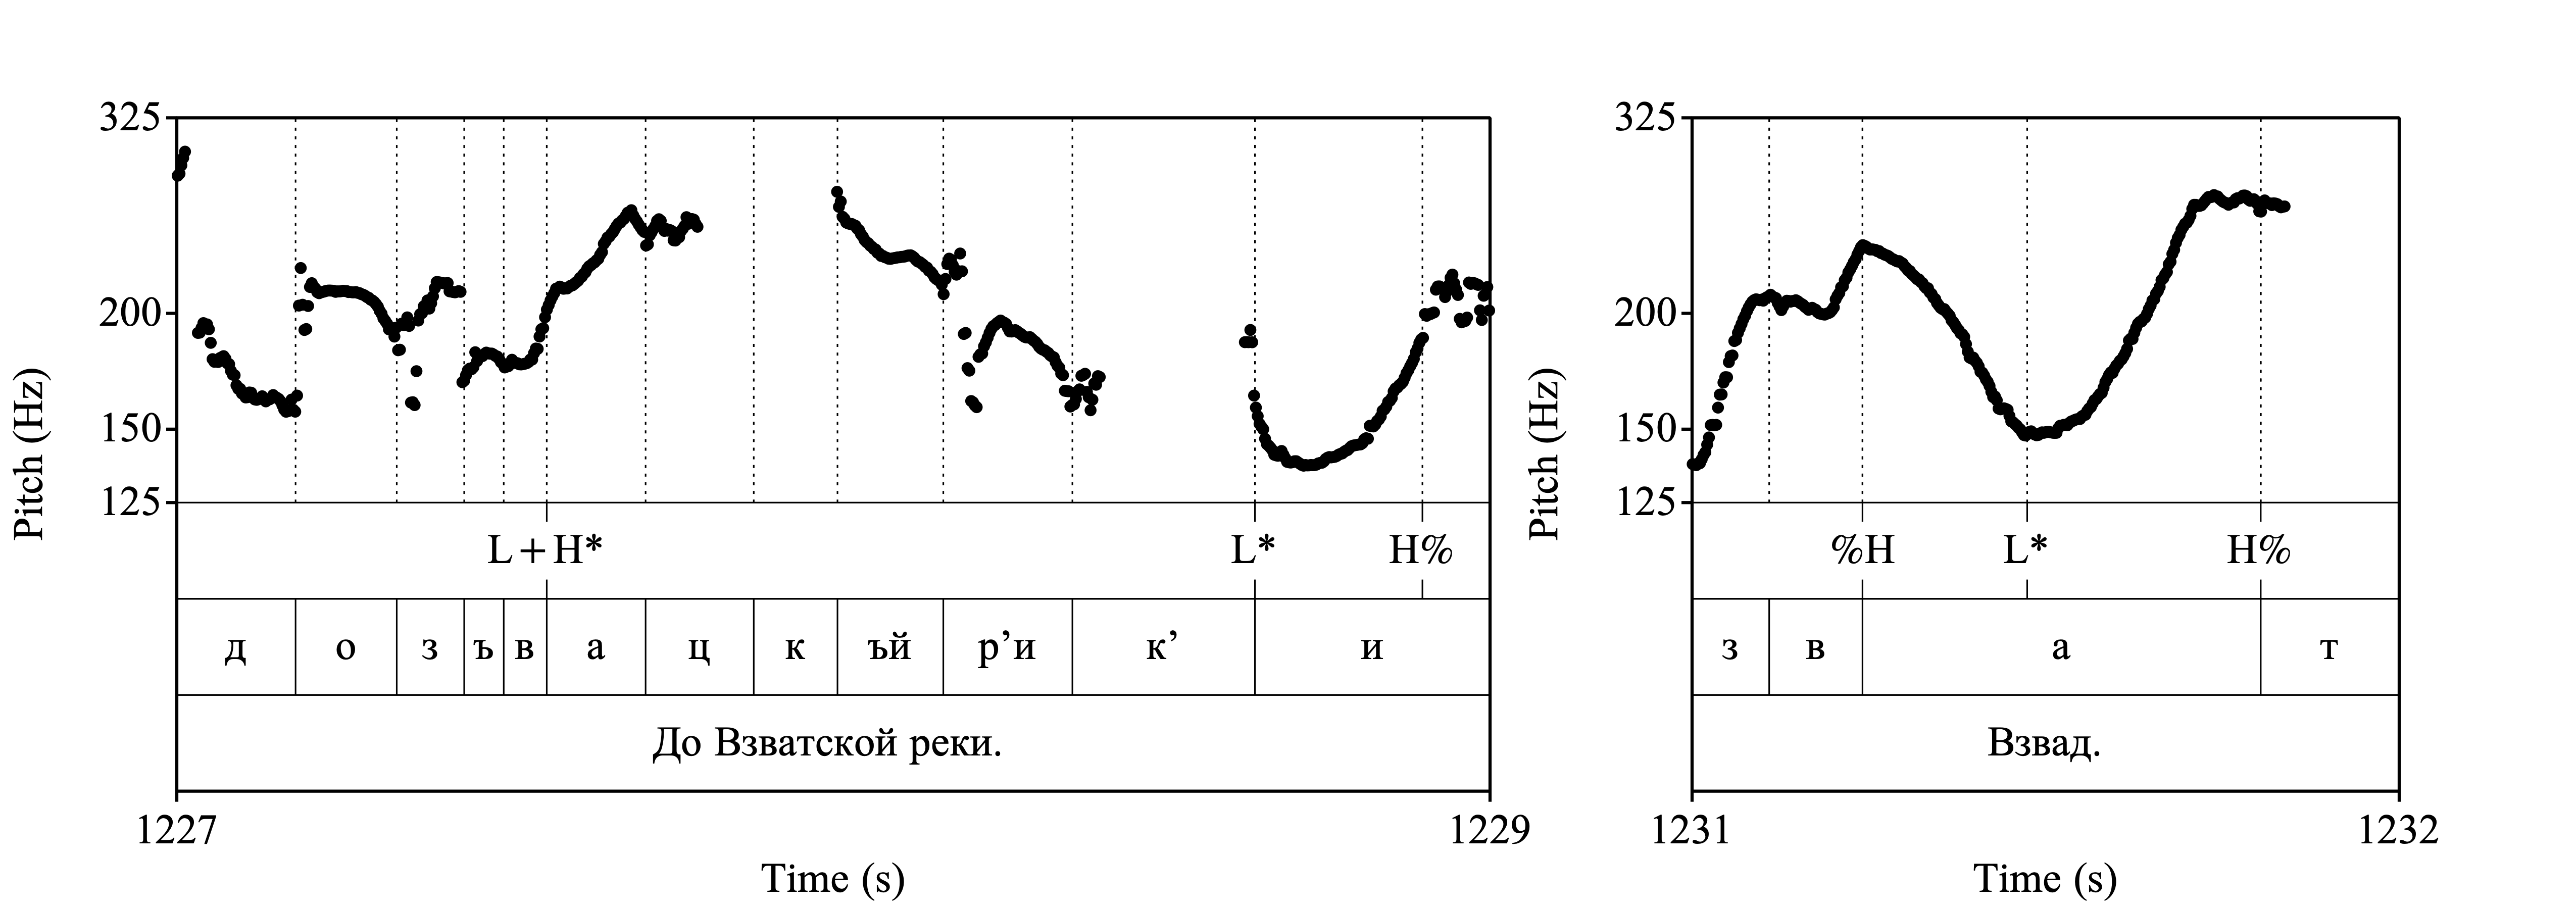 Pitch (Hz)
325
200
150
125
L+H* L* H%
д о з ъ в а ц к ъй р’и к’ и
До Взватской реки.
1227 1229
Time (s)
Pitch (Hz)
325
200
150
125
%H L* H%
з в а т
Взвад.
1231 1232
Time (s)